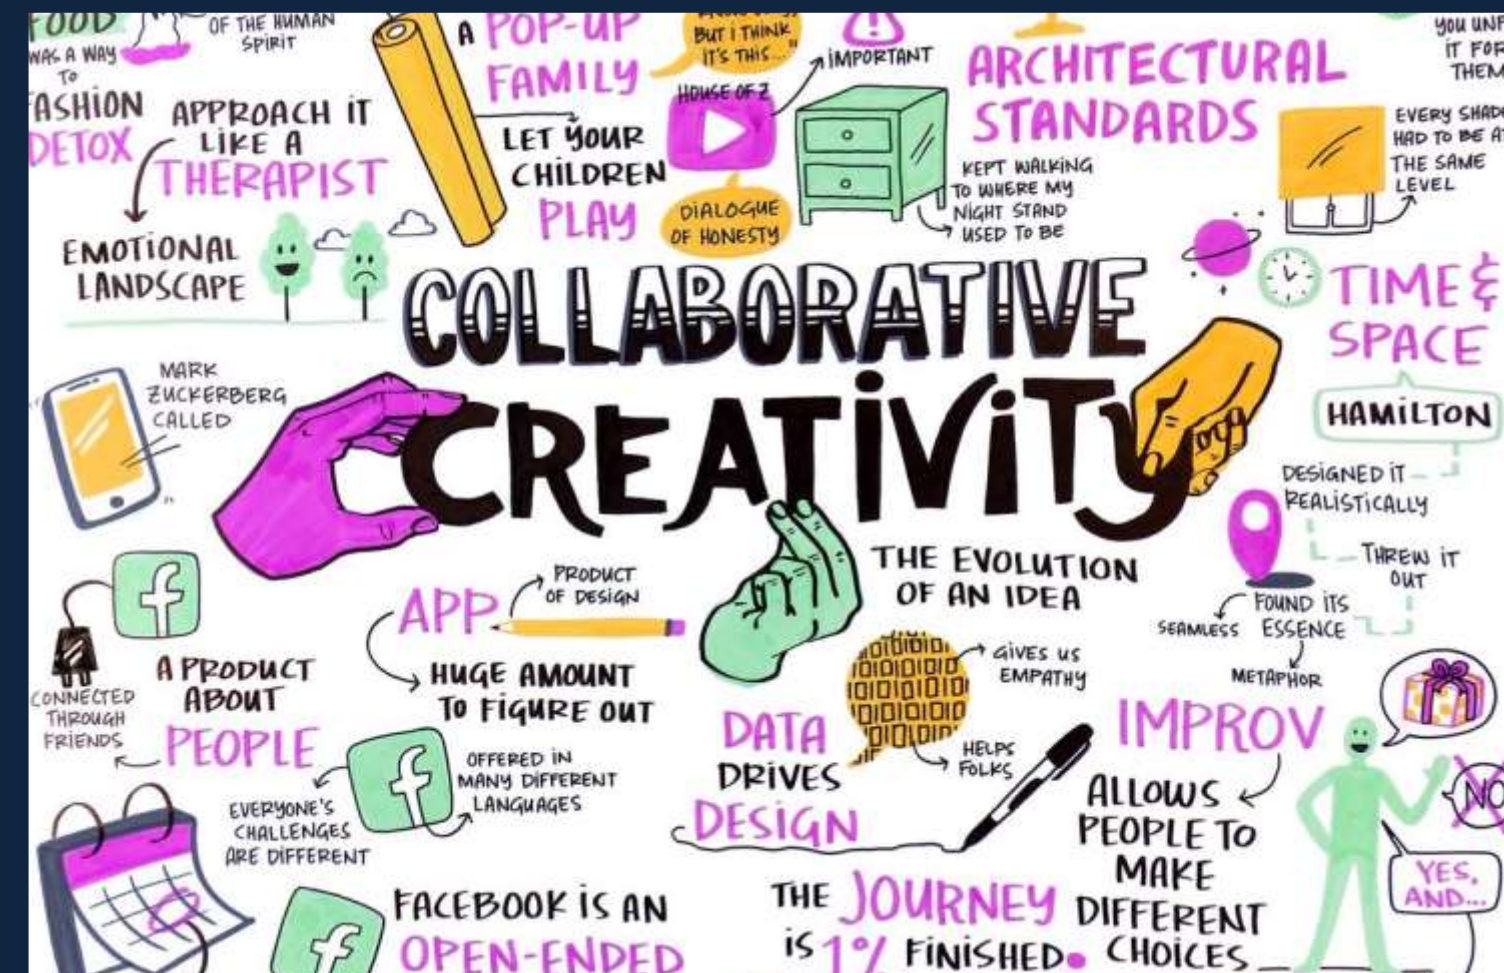 FOOD
WAS A WAY
TO
FASHION
DETOX
OF THE HUMAN
SPIRIT
APPROACH IT
LIKE A
THERAPIST
EMOTIONAL
LANDSCAPE
A POP-UP
FAMILY
LET YOUR
CHILDREN
PLAY
BUT I THINK
IT'S THIS..."
HOUSE OF Z
DIALOGUE
OF HONESTY
!
IMPORTANT
KEPT WALKING
TO WHERE MY
NIGHT STAND
USED TO BE
ARCHITECTURAL
STANDARDS
IT FOR
THEM
EVERY SHADE
HAD TO BE AT
THE SAME
LEVEL
COLLABORATIVE
CREATIVITY
TIME &
SPACE
HAMILTON
DESIGNED IT
REALISTICALLY
THREW IT
OUT
FOUND ITS
ESSENCE
SEAMLESS
METAPHOR
"
MARK
ZUCKERBERG
CALLED
"
f
CONNECTED
THROUGH
FRIENDS
A PRODUCT
ABOUT
PEOPLE
f
EVERYONE'S
CHALLENGES
ARE DIFFERENT
OFFERED IN
MANY DIFFERENT
LANGUAGES
APP
PRODUCT
OF DESIGN
HUGE AMOUNT
TO FIGURE OUT
f
FACEBOOK IS AN
OPEN-ENDED
THE EVOLUTION
OF AN IDEA
GIVES US
EMPATHY
HELPS
FOLKS
DATA
DRIVES
DESIGN
THE JOURNEY
IS 1% FINISHED.
IMPROV
ALLOWS
PEOPLE TO
MAKE
DIFFERENT
CHOICES
NO
YES,
AND...